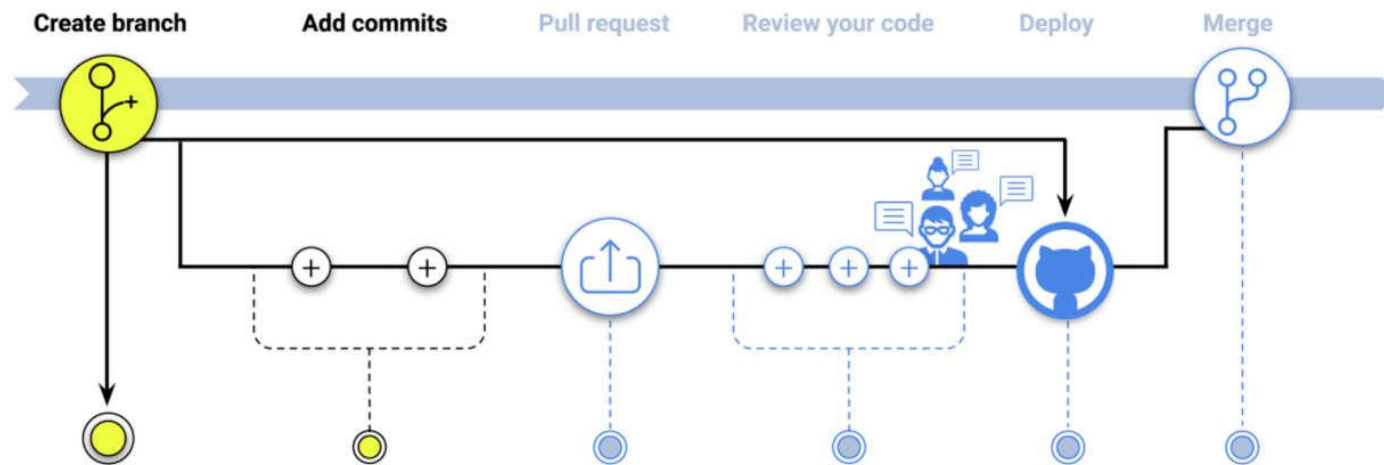 Create branch
Add commits
Pull request
Review your code
Deploy
Merge